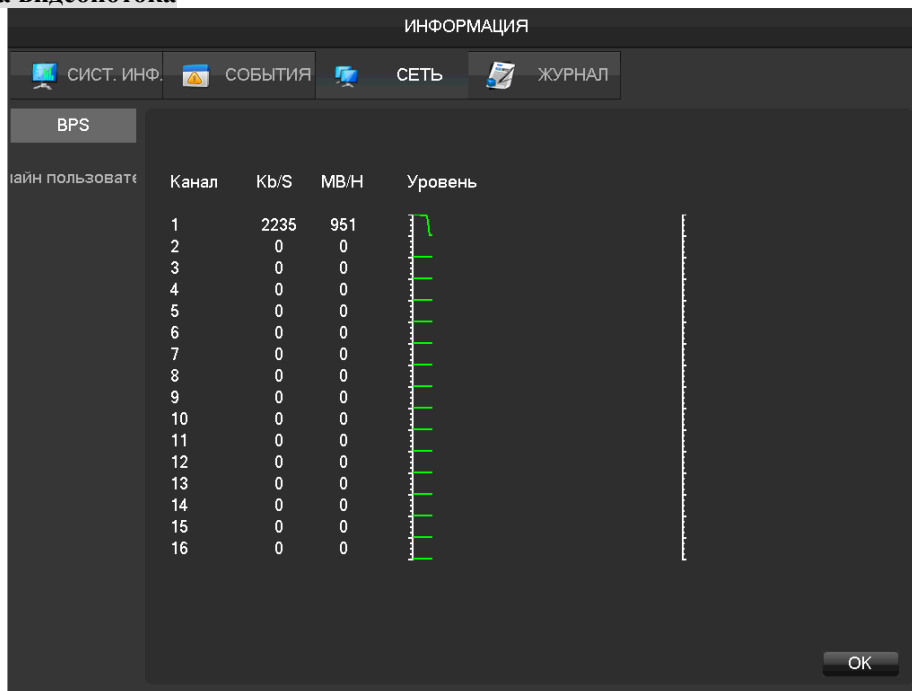 видеопотока
ИНФОРМАЦИЯ
СИСТ. ИНФ. СОБЫТИЯ СЕТЬ ЖУРНАЛ
BPS
пользовате
Канал Kb/S MB/H Уровень
1 2235 951
2 0 0
3 0 0
4 0 0
5 0 0
6 0 0
7 0 0
8 0 0
9 0 0
10 0 0
11 0 0
12 0 0
13 0 0
14 0 0
15 0 0
16 0 0
OK